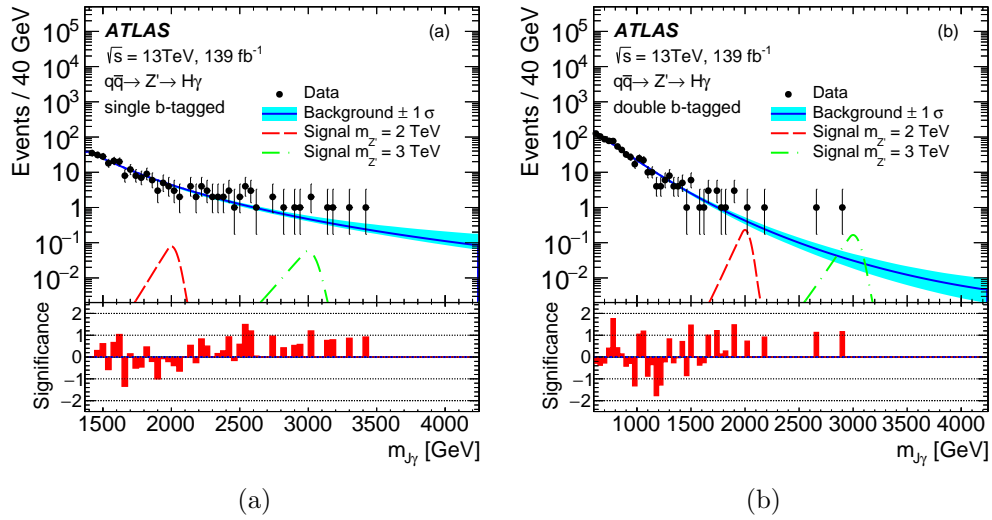 ATLAS
(a)
√s = 13TeV, 139 fb⁻¹
qq̅ → Z' → Hγ
single b-tagged
Data
Background ± 1 σ
Signal m_Z' = 2 TeV
Signal m_Z' = 3 TeV
Events / 40 GeV
10⁵
10⁴
10³
10²
10
1
10⁻¹
10⁻²
Significance
2
1
0
−1
−2
1500 2000 2500 3000 3500 4000
m_Jγ [GeV]
(a)
ATLAS
(b)
√s = 13TeV, 139 fb⁻¹
qq̅ → Z' → Hγ
double b-tagged
Data
Background ± 1 σ
Signal m_Z' = 2 TeV
Signal m_Z' = 3 TeV
Events / 40 GeV
10⁵
10⁴
10³
10²
10
1
10⁻¹
10⁻²
Significance
2
1
0
−1
−2
1000 1500 2000 2500 3000 3500 4000
m_Jγ [GeV]
(b)